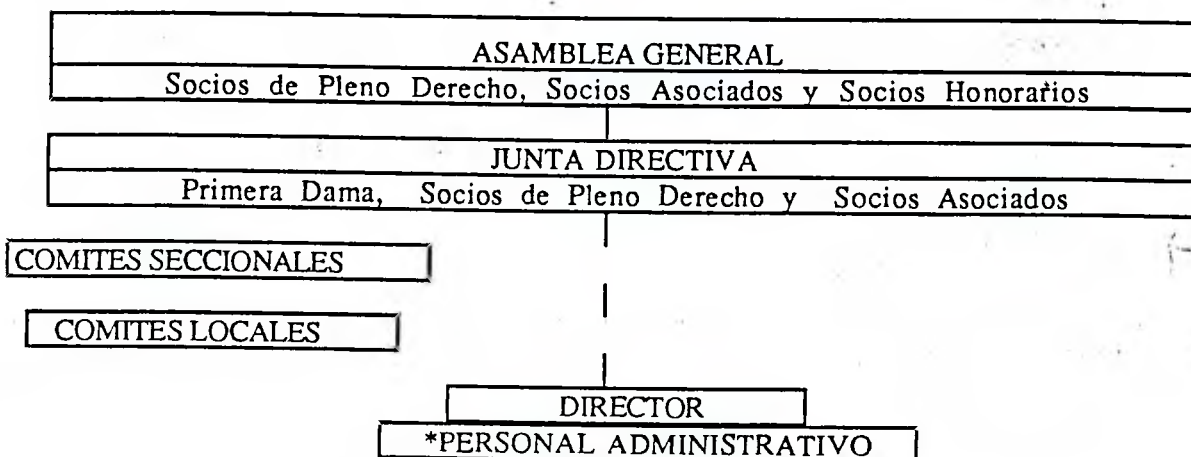 ASAMBLEA GENERAL
Socios de Pleno Derecho, Socios Asociados y Socios Honorarios
JUNTA DIRECTIVA
Primera Dama, Socios de Pleno Derecho y Socios Asociados
COMITES SECCIONALES
COMITES LOCALES
DIRECTOR
*PERSONAL ADMINISTRATIVO